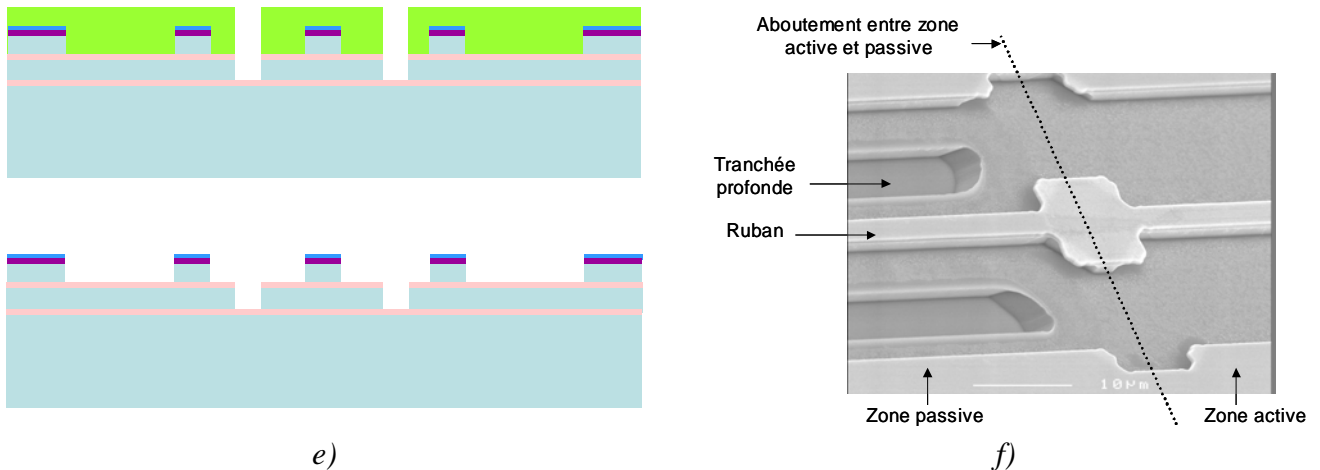 Aboutement entre zone
active et passive
Tranchée
profonde
Ruban
10µm
Zone passive
Zone active
e)
f)